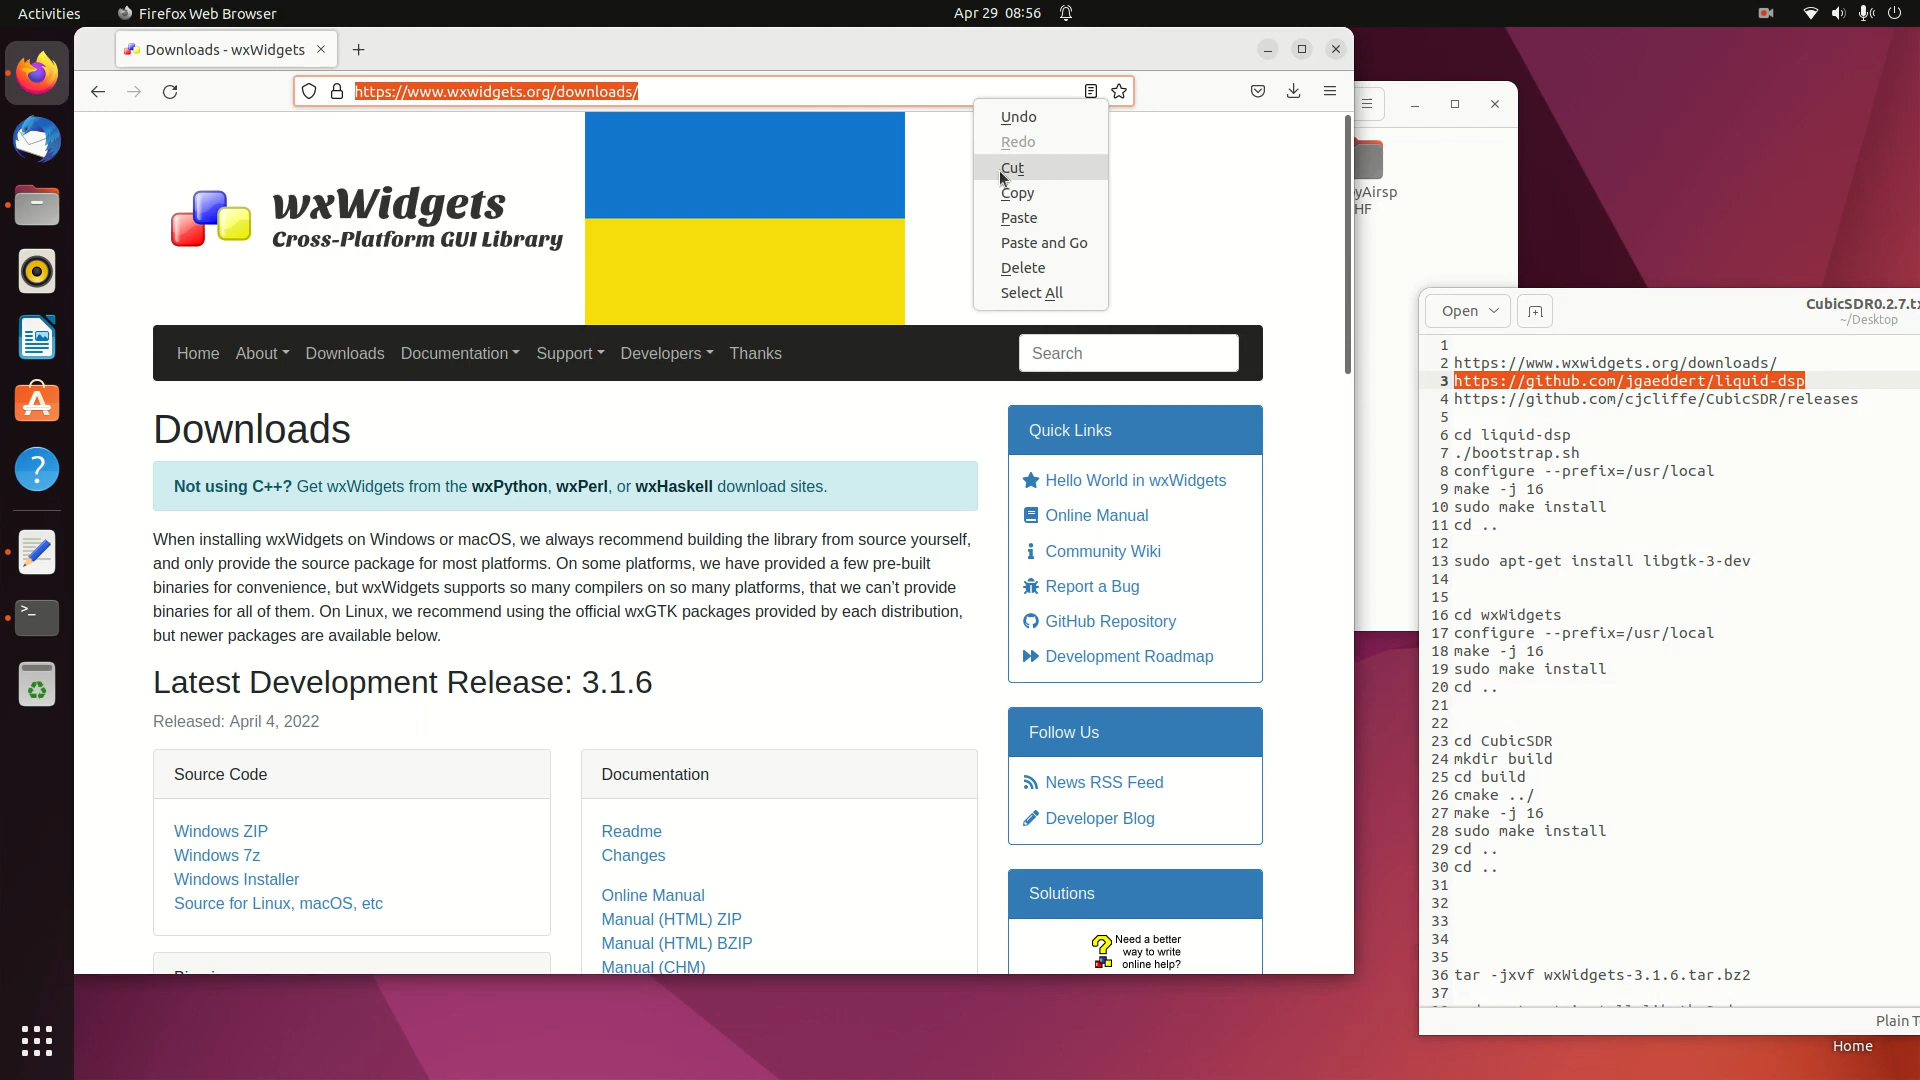 Activities
Firefox Web Browser
Apr 29 08:56
Downloads - wxWidgets
https://www.wxwidgets.org/downloads/
Undo
Redo
Cut
Copy
Paste
Paste and Go
Delete
Select All
yAirsp
HF
wxWidgets
Cross-Platform GUI Library
Home
About
Downloads
Documentation
Support
Developers
Thanks
Search
Downloads
Not using C++? Get wxWidgets from the wxPython, wxPerl, or wxHaskell download sites.
When installing wxWidgets on Windows or macOS, we always recommend building the library from source yourself,
and only provide the source package for most platforms. On some platforms, we have provided a few pre-built
binaries for convenience, but wxWidgets supports so many compilers on so many platforms, that we can't provide
binaries for all of them. On Linux, we recommend using the official wxGTK packages provided by each distribution,
but newer packages are available below.
Latest Development Release: 3.1.6
Released: April 4, 2022
Source Code
Windows ZIP
Windows 7z
Windows Installer
Source for Linux, macOS, etc
Documentation
Readme
Changes
Online Manual
Manual (HTML) ZIP
Manual (HTML) BZIP
Manual (CHM)
Quick Links
Hello World in wxWidgets
Online Manual
Community Wiki
Report a Bug
GitHub Repository
Development Roadmap
Follow Us
News RSS Feed
Developer Blog
Solutions
Need a better
way to write
online help?
Open
CubicSDR0.2.7.tx
~/Desktop
1
2 https://www.wxwidgets.org/downloads/
3 https://github.com/jgaeddert/liquid-dsp
4 https://github.com/cjcliffe/CubicSDR/releases
5
6 cd liquid-dsp
7 ./bootstrap.sh
8 configure --prefix=/usr/local
9 make -j 16
10 sudo make install
11 cd ..
12
13 sudo apt-get install libgtk-3-dev
14
15
16 cd wxWidgets
17 configure --prefix=/usr/local
18 make -j 16
19 sudo make install
20 cd ..
21
22
23 cd CubicSDR
24 mkdir build
25 cd build
26 cmake ../
27 make -j 16
28 sudo make install
29 cd ..
30 cd ..
31
32
33
34
35
36 tar -jxvf wxWidgets-3.1.6.tar.bz2
37
Plain T
Home